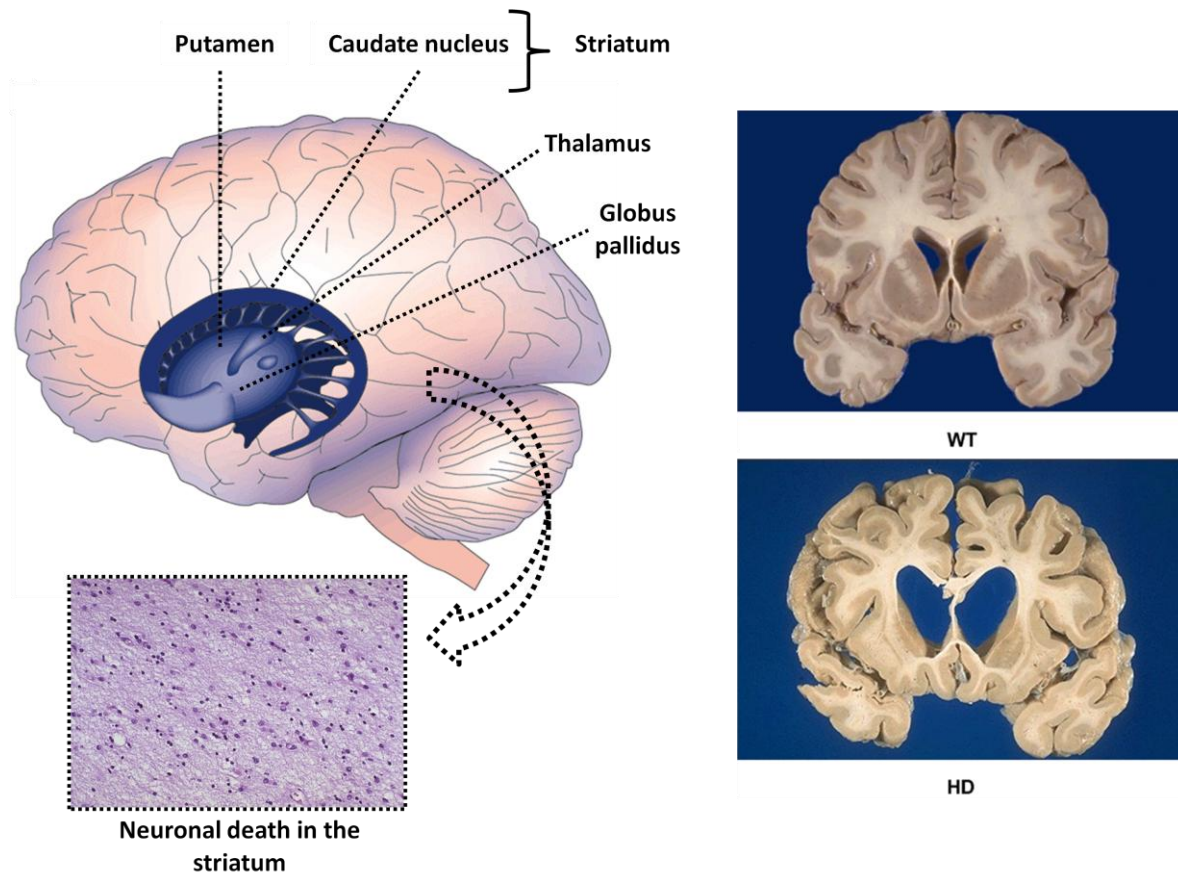 Putamen
Caudate nucleus
Striatum
Thalamus
Globus
pallidus
WT
HD
Neuronal death in the
striatum